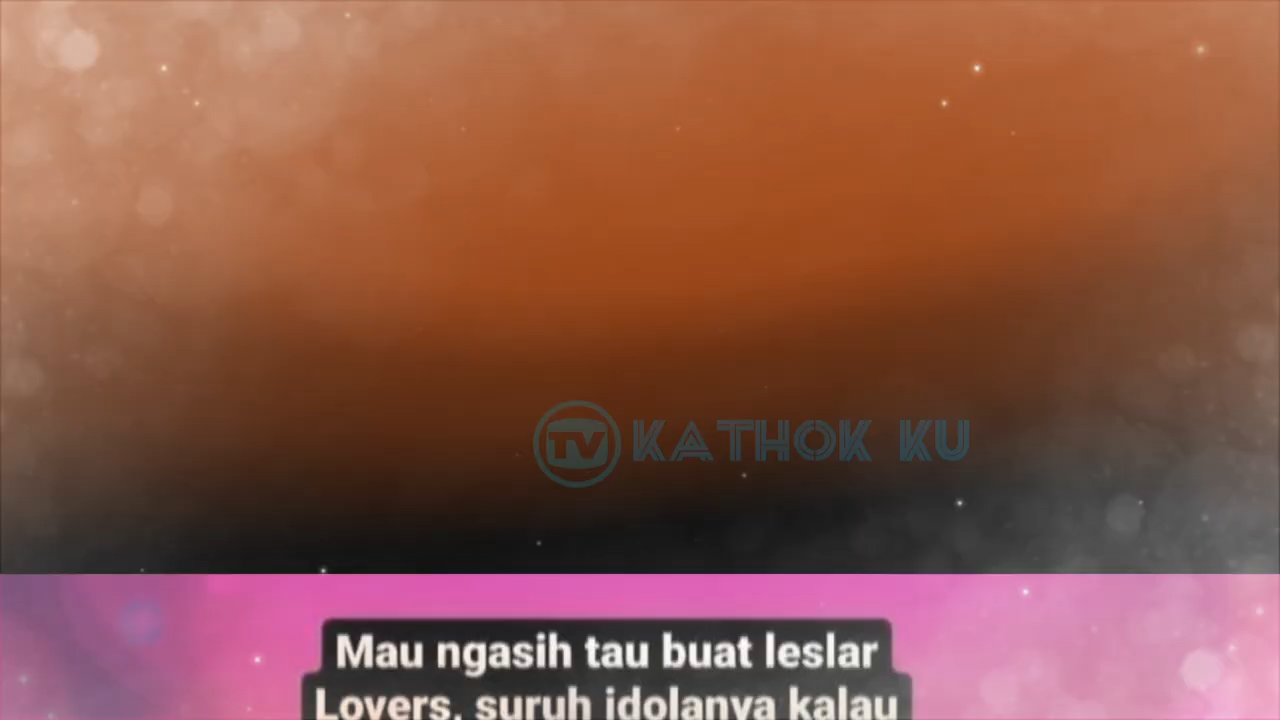 TV KATHOK KU
Mau ngasih tau buat leslar
Lovers, suruh idolanya kalau